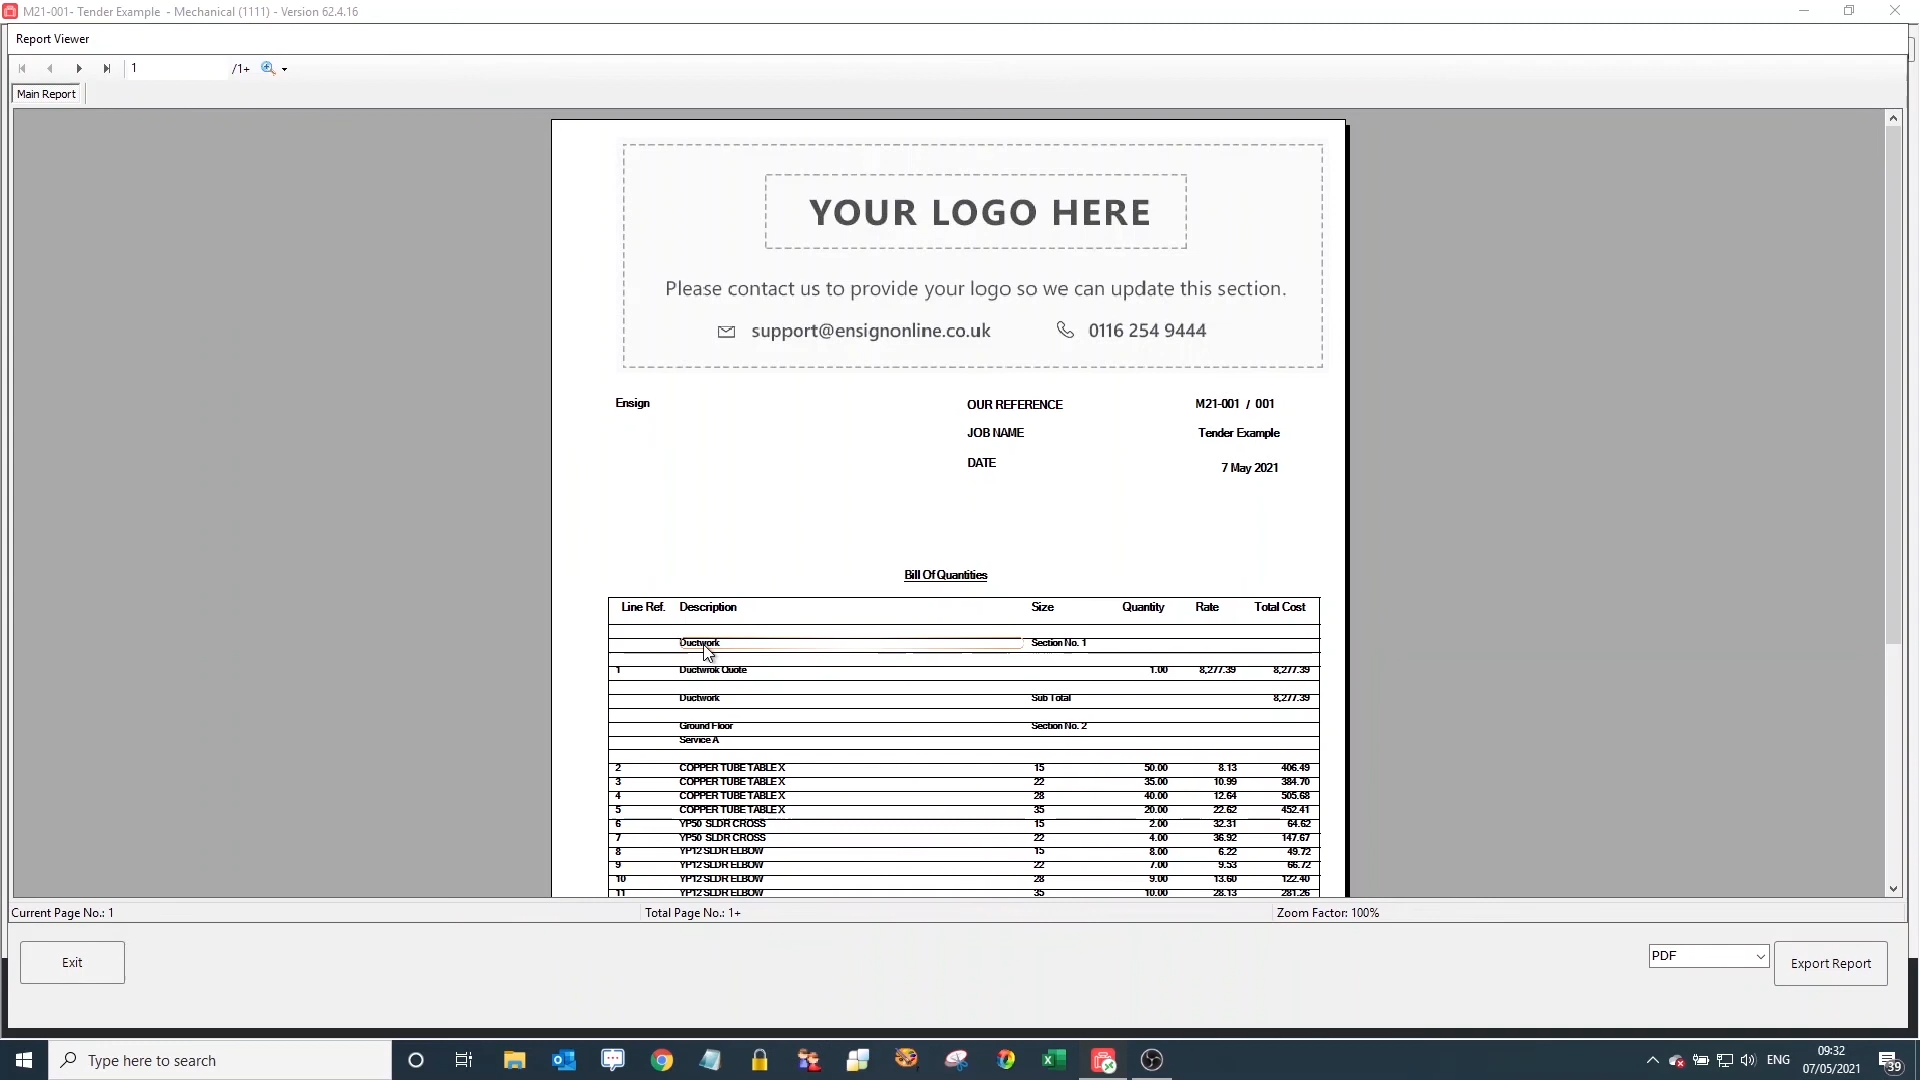 M21-001- Tender Example - Mechanical (1111) - Version 62.4.16
Report Viewer
1 /1+
Main Report
YOUR LOGO HERE
Please contact us to provide your logo so we can update this section.
support@ensignonline.co.uk 0116 254 9444
Ensign OUR REFERENCE M21-001 / 001
JOB NAME Tender Example
DATE 7 May 2021
Bill Of Quantities
Line Ref. Description Size Quantity Rate Total Cost
Ductwork Section No. 1
1 Ductwrok Quote 1.00 8,277.39 8,277.39
Ductwork Sub Total 8,277.39
Ground Floor Section No. 2
Service A
2 COPPER TUBE TABLE X 15 50.00 8.13 406.49
3 COPPER TUBE TABLE X 22 35.00 10.99 384.70
4 COPPER TUBE TABLE X 28 40.00 12.64 505.68
5 COPPER TUBE TABLE X 35 20.00 22.62 452.41
6 YP50 SLDR CROSS 15 2.00 32.31 64.62
7 YP50 SLDR CROSS 22 4.00 36.92 147.67
8 YP12 SLDR ELBOW 15 8.00 6.22 49.72
9 YP12 SLDR ELBOW 22 7.00 9.53 66.72
10 YP12 SLDR ELBOW 28 9.00 13.60 122.40
11 YP12 SLDR ELBOW 35 10.00 28.13 281.26
Current Page No.: 1 Total Page No.: 1+ Zoom Factor: 100%
Exit PDF Export Report
Type here to search ENG 09:32
07/05/2021 39